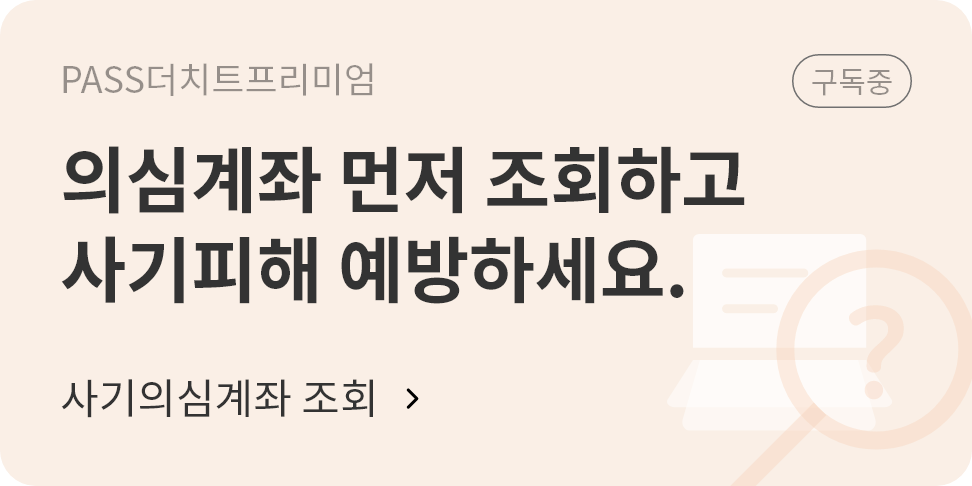 PASS더치트프리미엄
구독중
의심계좌 먼저 조회하고
사기피해 예방하세요.
사기의심계좌 조회 >
?